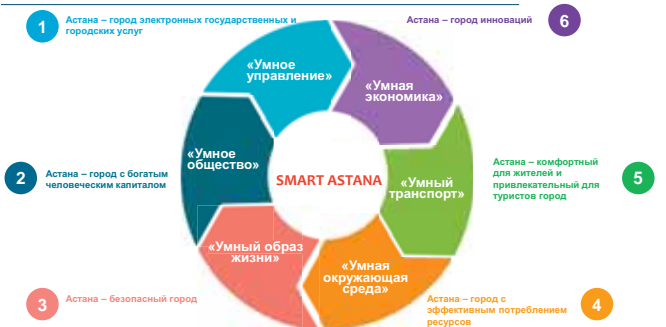 1
Астана – город электронных государственных и
городских услуг
Астана – город инноваций
6
«Умное
управление»
«Умная
экономика»
«Умное
общество»
SMART ASTANA
«Умный
транспорт»
2
Астана – город с богатым
человеческим капиталом
Астана – комфортный
для жителей и
привлекательный для
туристов город
5
«Умный образ
жизни»
«Умная
окружающая
среда»
3
Астана – безопасный город
Астана – город с
эффективным потреблением
ресурсов
4